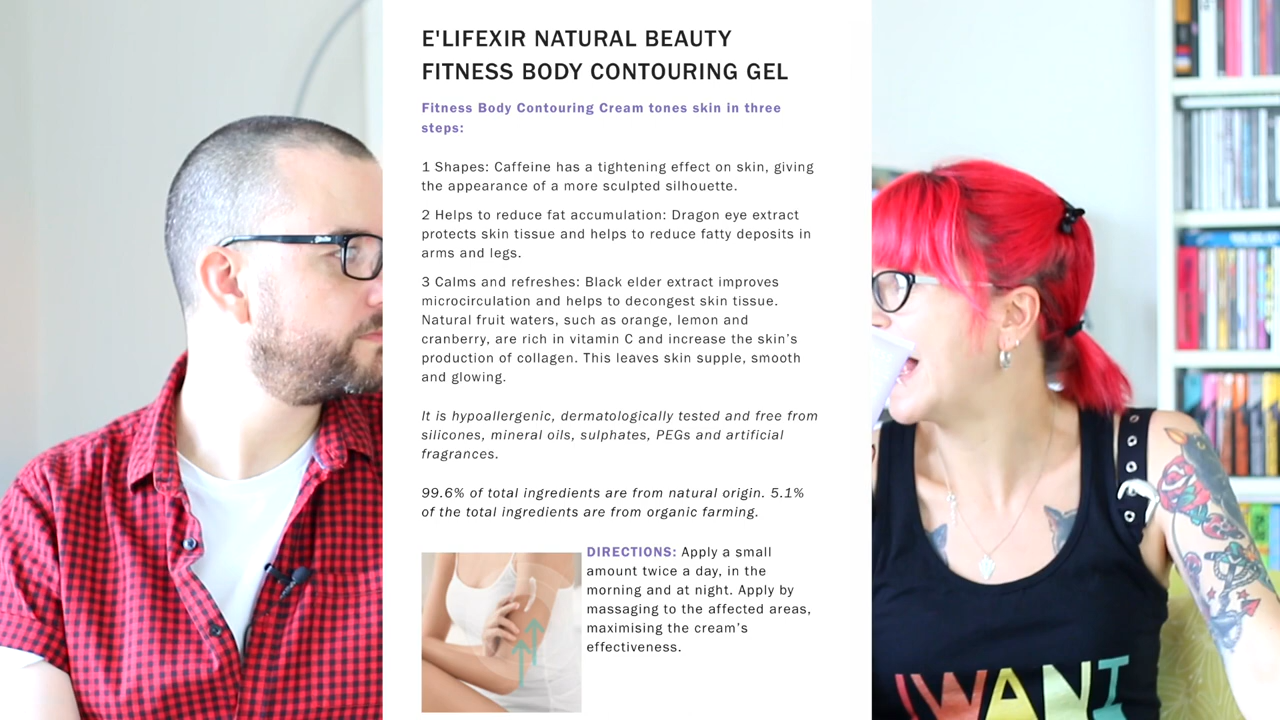 E'LIFEXIR NATURAL BEAUTY
FITNESS BODY CONTOURING GEL
Fitness Body Contouring Cream tones skin in three
steps:
1 Shapes: Caffeine has a tightening effect on skin, giving
the appearance of a more sculpted silhouette.
2 Helps to reduce fat accumulation: Dragon eye extract
protects skin tissue and helps to reduce fatty deposits in
arms and legs.
3 Calms and refreshes: Black elder extract improves
microcirculation and helps to decongest skin tissue.
Natural fruit waters, such as orange, lemon and
cranberry, are rich in vitamin C and increase the skin's
production of collagen. This leaves skin supple, smooth
and glowing.
It is hypoallergenic, dermatologically tested and free from
silicones, mineral oils, sulphates, PEGs and artificial
fragrances.
99.6% of total ingredients are from natural origin. 5.1%
of the total ingredients are from organic farming.
DIRECTIONS: Apply a small
amount twice a day, in the
morning and at night. Apply by
massaging to the affected areas,
maximising the cream's
effectiveness.
I WANT